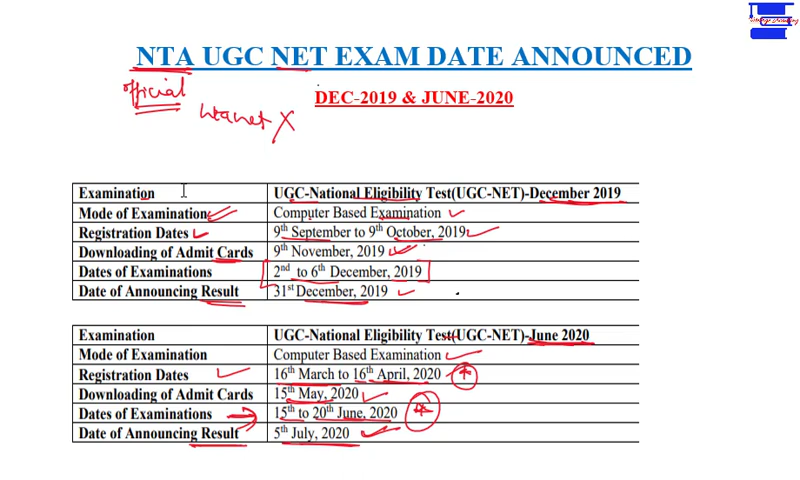 NTA UGC NET EXAM DATE ANNOUNCED
official
DEC-2019 & JUNE-2020
ntanet X
Examination UGC-National Eligibility Test(UGC-NET)-December 2019
Mode of Examination Computer Based Examination
Registration Dates 9th September to 9th October, 2019
Downloading of Admit Cards 9th November, 2019
Dates of Examinations 2nd to 6th December, 2019
Date of Announcing Result 31st December, 2019
Examination UGC-National Eligibility Test(UGC-NET)-June 2020
Mode of Examination Computer Based Examination
Registration Dates 16th March to 16th April, 2020
Downloading of Admit Cards 15th May, 2020
Dates of Examinations 15th to 20th June, 2020
Date of Announcing Result 5th July, 2020